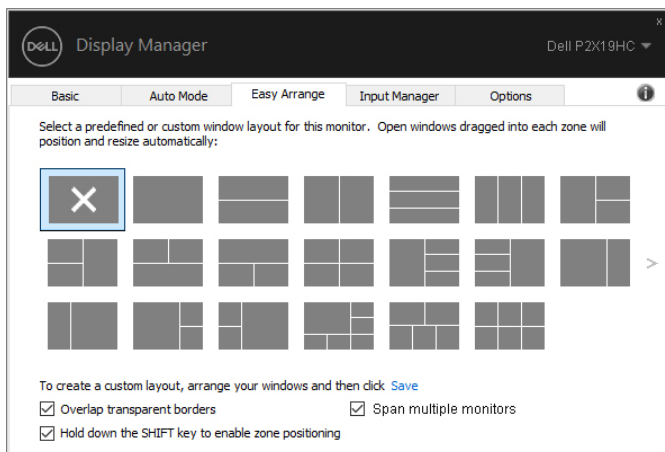 x
DELL Display Manager Dell P2X19HC
Basic Auto Mode Easy Arrange Input Manager Options i
Select a predefined or custom window layout for this monitor. Open windows dragged into each zone will
position and resize automatically:
>
To create a custom layout, arrange your windows and then click Save
Overlap transparent borders Span multiple monitors
Hold down the SHIFT key to enable zone positioning